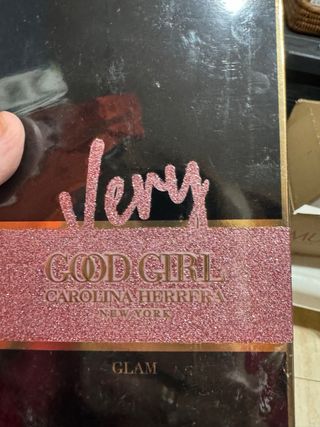 Very
GOOD GIRL
CAROLINA HERRERA
NEW YORK
GLAM